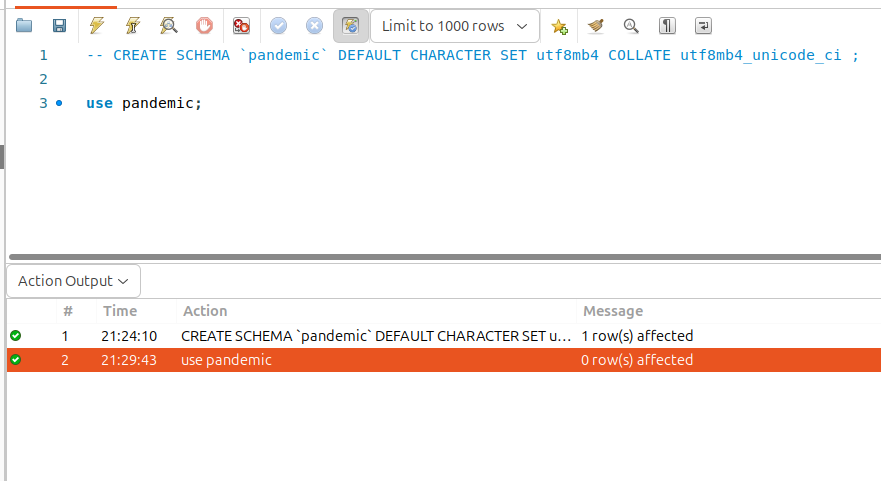 Limit to 1000 rows
1 -- CREATE SCHEMA `pandemic` DEFAULT CHARACTER SET utf8mb4 COLLATE utf8mb4_unicode_ci ;
2
3 use pandemic;
Action Output
# Time Action Message
1 21:24:10 CREATE SCHEMA `pandemic` DEFAULT CHARACTER SET u... 1 row(s) affected
2 21:29:43 use pandemic 0 row(s) affected